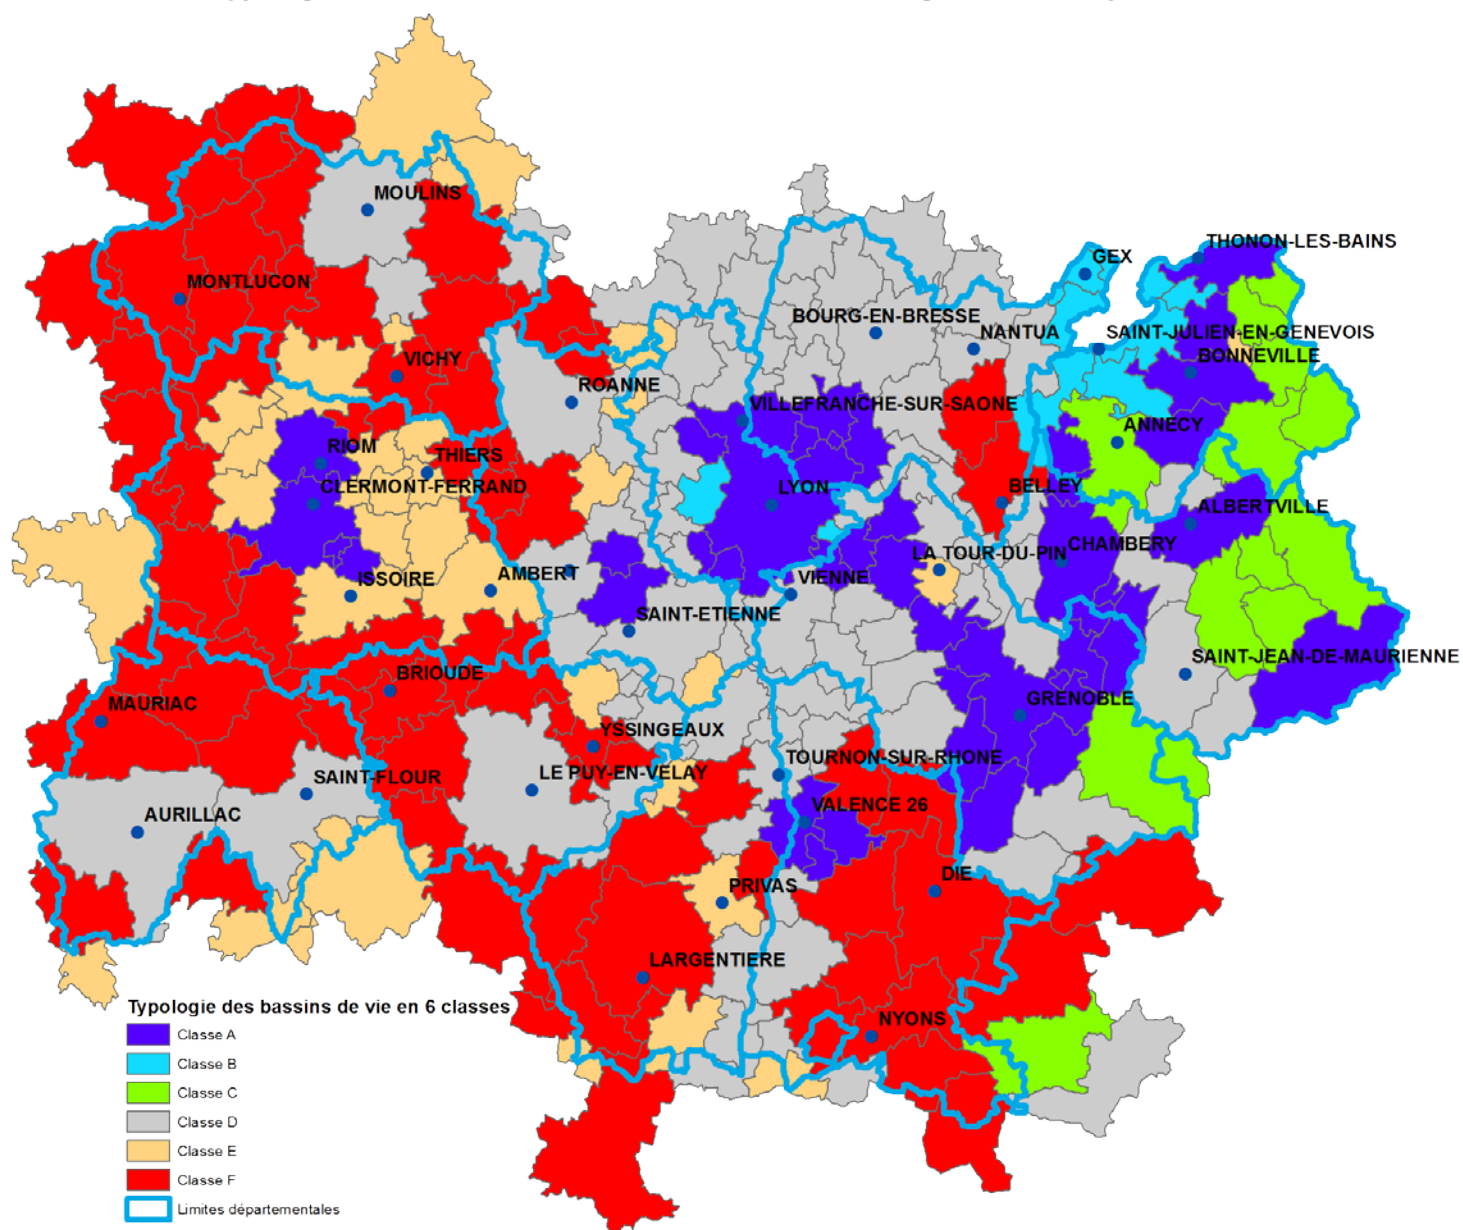 MOULINS
THONON-LES-BAINS
GEX
MONTLUCON
BOURG-EN-BRESSE
NANTUA
SAINT-JULIEN-EN-GENEVOIS
BONNEVILLE
VICHY
ROANNE
VILLEFRANCHE-SUR-SAONE
ANNECY
RIOM
THIERS
CLERMONT-FERRAND
LYON
BELLEY
ALBERTVILLE
CHAMBERY
LA TOUR-DU-PIN
ISSOIRE
AMBERT
VIENNE
SAINT-ETIENNE
SAINT-JEAN-DE-MAURIENNE
BRIOUDE
MAURIAC
GRENOBLE
YSSINGEAUX
TOURNON-SUR-RHONE
SAINT-FLOUR
LE PUY-EN-VELAY
AURILLAC
VALENCE 26
DIE
PRIVAS
LARGENTIERE
NYONS
Typologie des bassins de vie en 6 classes
Classe A
Classe B
Classe C
Classe D
Classe E
Classe F
Limites départementales